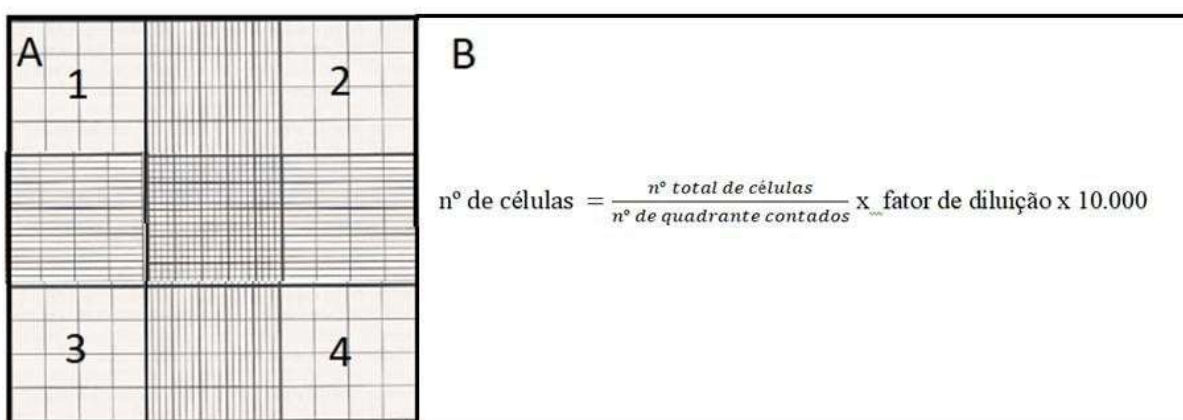 A
1
2
3
4
B
nº de células = nº total de células / nº de quadrante contados x fator de diluição x 10.000